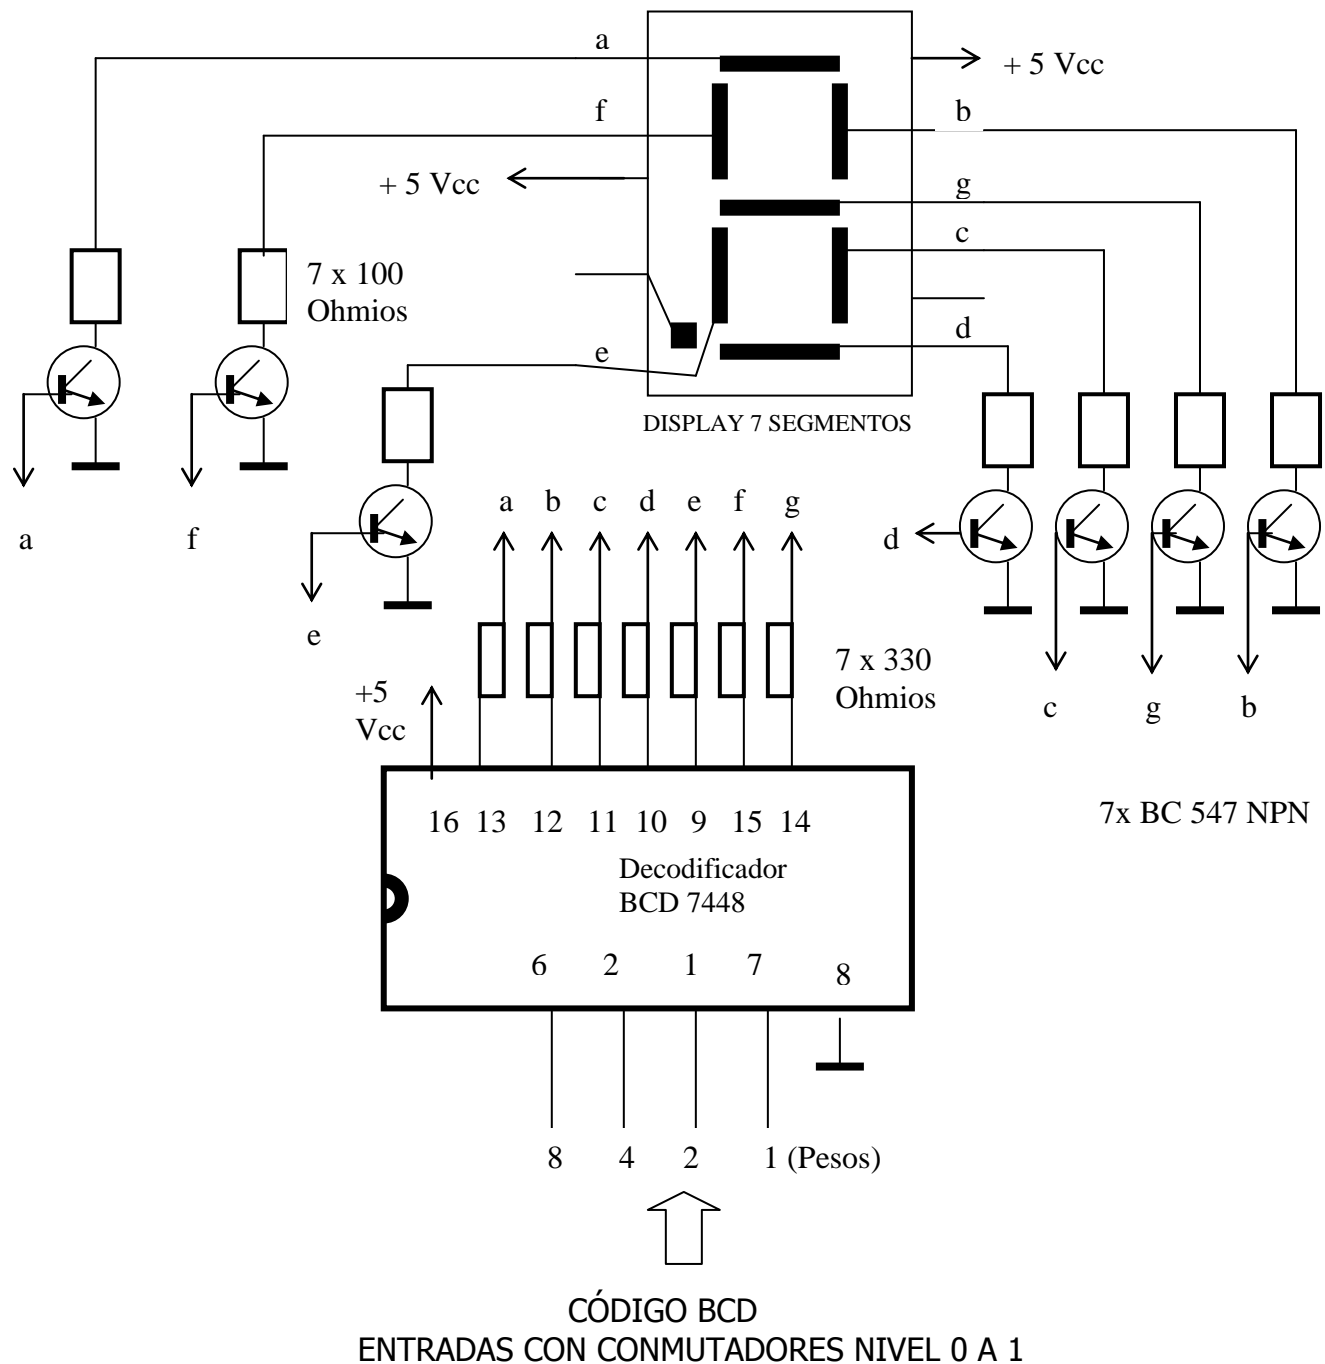 a
+ 5 Vcc
f
b
+ 5 Vcc
g
c
7 x 100
Ohmios
d
e
DISPLAY 7 SEGMENTOS
a b c d e f g
a
f
d
e
7 x 330
Ohmios
+5
Vcc
c g b
16 13 12 11 10 9 15 14
7x BC 547 NPN
Decodificador
BCD 7448
6 2 1 7 8
8 4 2 1 (Pesos)
CÓDIGO BCD
ENTRADAS CON CONMUTADORES NIVEL 0 A 1